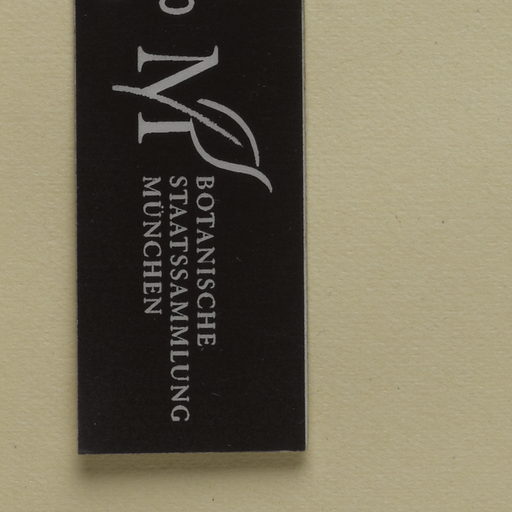 M
BOTANISCHE
STAATSSAMMLUNG
MÜNCHEN